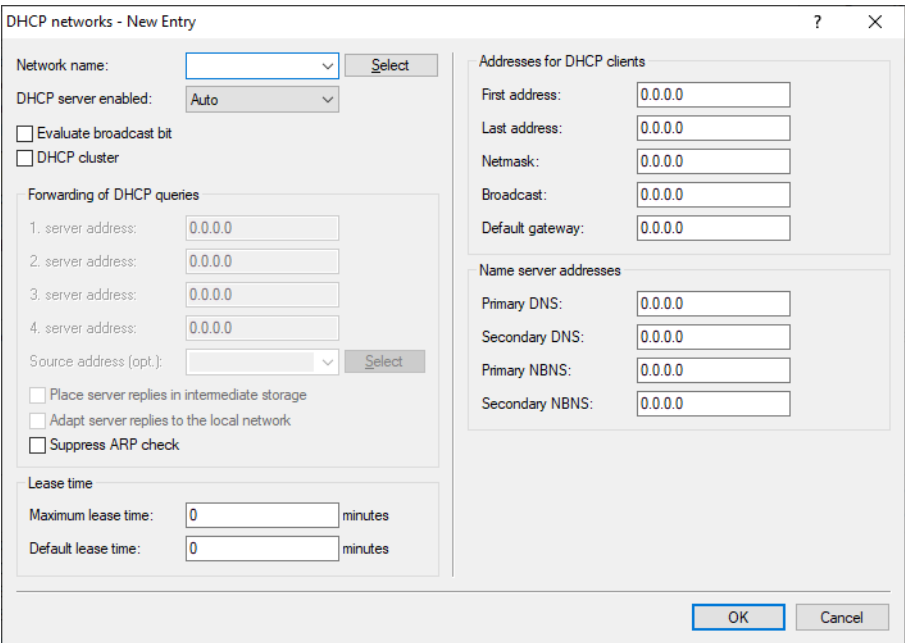 DHCP networks - New Entry
?
Network name:
Select
DHCP server enabled:
Auto
Evaluate broadcast bit
DHCP cluster
Forwarding of DHCP queries
1. server address:
0.0.0.0
2. server address:
0.0.0.0
3. server address:
0.0.0.0
4. server address:
0.0.0.0
Source address (opt.):
Select
Place server replies in intermediate storage
Adapt server replies to the local network
Suppress ARP check
Lease time
Maximum lease time:
0
minutes
Default lease time:
0
minutes
Addresses for DHCP clients
First address:
0.0.0.0
Last address:
0.0.0.0
Netmask:
0.0.0.0
Broadcast:
0.0.0.0
Default gateway:
0.0.0.0
Name server addresses
Primary DNS:
0.0.0.0
Secondary DNS:
0.0.0.0
Primary NBNS:
0.0.0.0
Secondary NBNS:
0.0.0.0
OK
Cancel